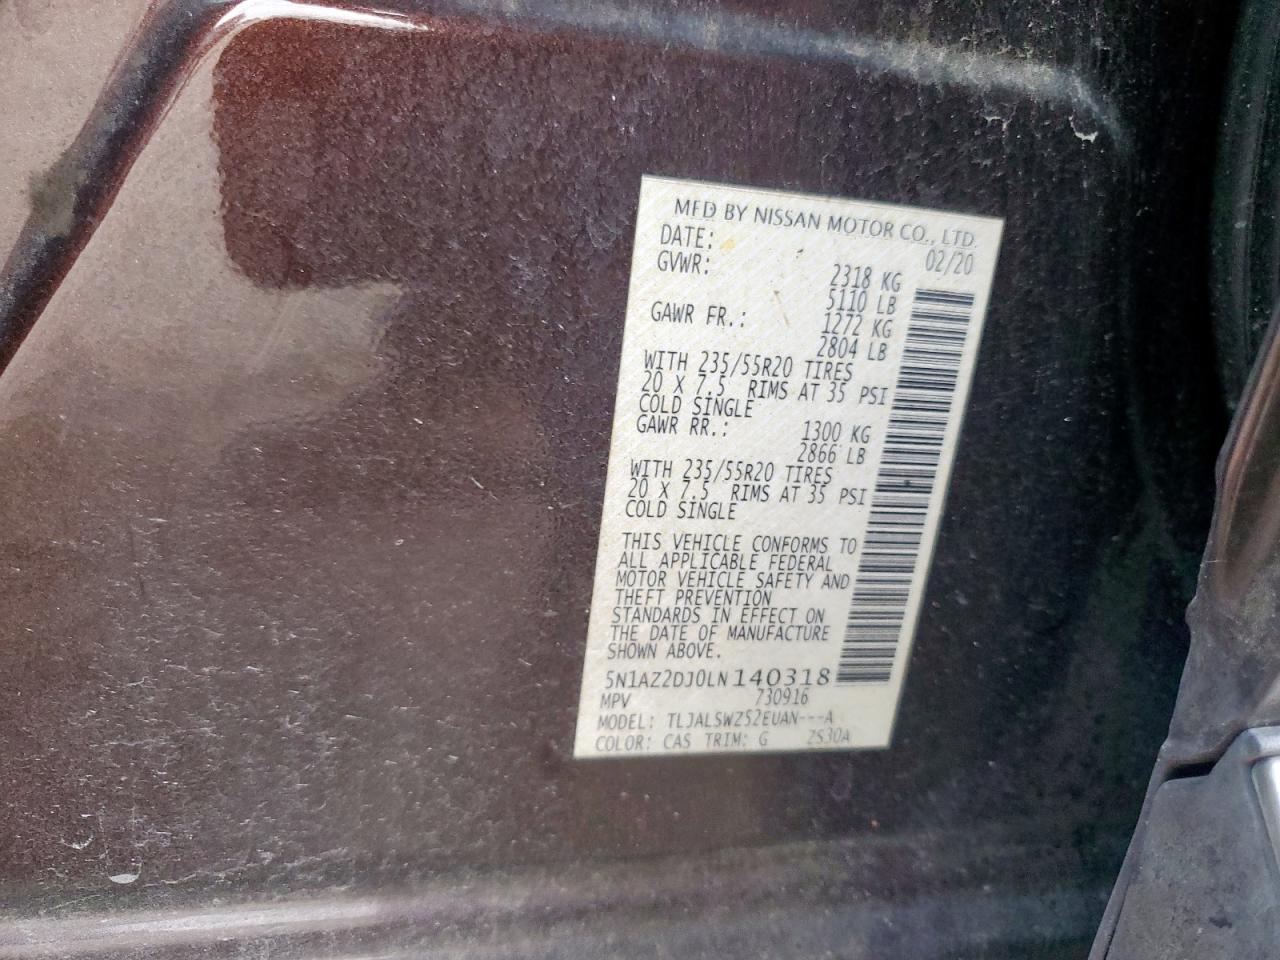 MFD BY NISSAN MOTOR CO., LTD.
DATE: 02/20
GVWR: 2318 KG
5110 LB
GAWR FR.: 1272 KG
2804 LB
WITH 235/55R20 TIRES
20 X 7.5 RIMS AT 35 PSI
COLD SINGLE
GAWR RR.: 1300 KG
2866 LB
WITH 235/55R20 TIRES
20 X 7.5 RIMS AT 35 PSI
COLD SINGLE
THIS VEHICLE CONFORMS TO
ALL APPLICABLE FEDERAL
MOTOR VEHICLE SAFETY AND
THEFT PREVENTION
STANDARDS IN EFFECT ON
THE DATE OF MANUFACTURE
SHOWN ABOVE.
5N1AZ2DJ0LN140318
MPV 730916
MODEL: TLJALSWZ52EUAN---A
COLOR: CAS TRIM: G ZS30A